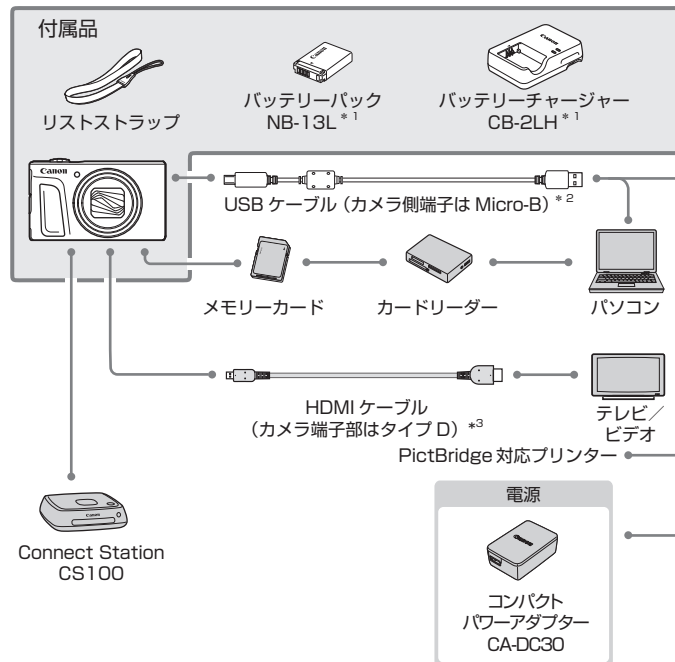 付属品
リストストラップ
バッテリーパック
NB-13L＊1
バッテリーチャージャー
CB-2LH＊1
Canon
USB ケーブル（カメラ側端子は Micro-B）＊2
メモリーカード
カードリーダー
パソコン
HDMI ケーブル
（カメラ端子部はタイプ D）＊3
テレビ／
ビデオ
PictBridge 対応プリンター
電源
Canon
コンパクト
パワーアダプター
CA-DC30
Canon
Connect Station
CS100